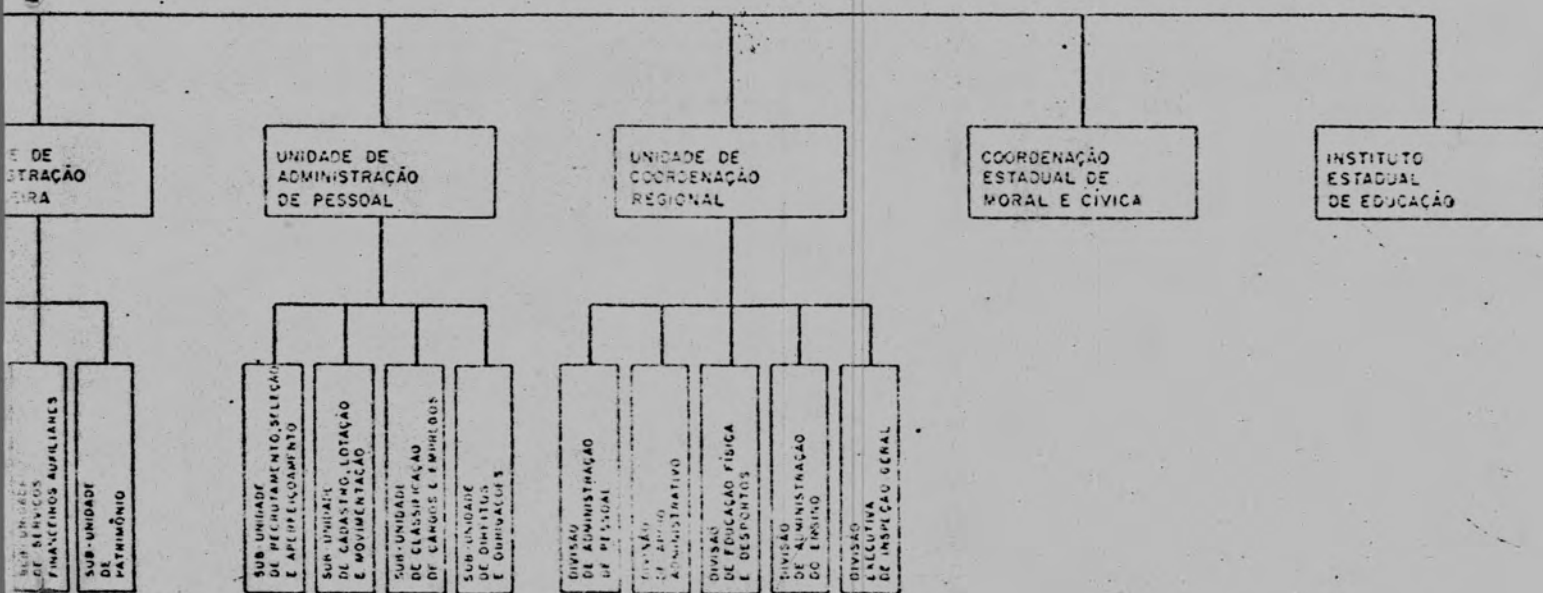 E DE
STRAÇÃO
EIRA
UNIDADE DE
ADMINISTRAÇÃO
DE PESSOAL
UNIDADE DE
COORDENAÇÃO
REGIONAL
COORDENAÇÃO
ESTADUAL DE
MORAL E CÍVICA
INSTITUTO
ESTADUAL
DE EDUCAÇÃO
SUB-UNIDADE
DE SERVIÇOS
FINANCEIROS AUXILIARES
SUB-UNIDADE
DE
PATRIMÔNIO
SUB-UNIDADE
DE RECRUTAMENTO, SELEÇÃO
E APERFEIÇOAMENTO
SUB-UNIDADE
DE CADASTRO, LOTAÇÃO
E MOVIMENTAÇÃO
SUB-UNIDADE
DE CLASSIFICAÇÃO
DE CARGOS E EMPREGOS
SUB-UNIDADE
DE DIREITOS
E OBRIGAÇÕES
DIVISÃO
DE ADMINISTRAÇÃO
DE PESSOAL
DIVISÃO
DE APOIO
ADMINISTRATIVO
DIVISÃO
DE EDUCAÇÃO FÍSICA
E DESPORTOS
DIVISÃO
DE ADMINISTRAÇÃO
DO ENSINO
DIVISÃO
EXECUTIVA
DE INSPEÇÃO GERAL